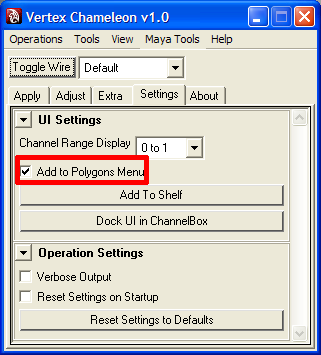 Vertex Chameleon v1.0
Operations Tools View Maya Tools Help
Toggle Wire Default
Apply Adjust Extra Settings About
UI Settings
Channel Range Display 0 to 1
Add to Polygons Menu
Add To Shelf
Dock UI in ChannelBox
Operation Settings
Verbose Output
Reset Settings on Startup
Reset Settings to Defaults